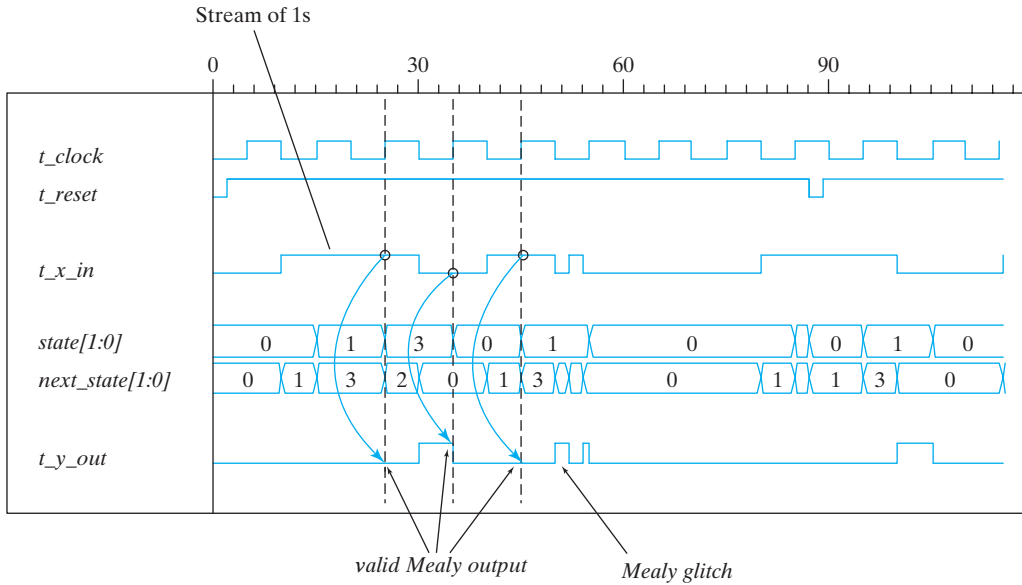 Stream of 1s
0 30 60 90
t_clock
t_reset
t_x_in
state[1:0] 0 1 3 0 1 0 0 1 0
next_state[1:0] 0 1 3 2 0 1 3 0 1 1 3 0
t_y_out
valid Mealy output
Mealy glitch